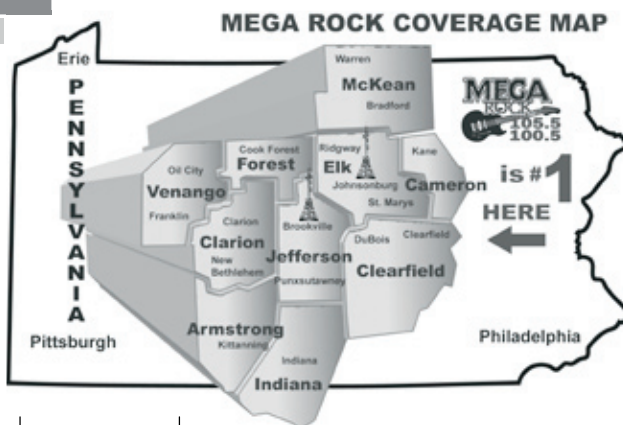 MEGA ROCK COVERAGE MAP
Erie
PENNSYLVANIA
Warren
McKean
Bradford
MEGA
ROCK
105.5
100.5
is #1
HERE
Cook Forest
Forest
Ridgway
Elk
Johnsonburg
St. Marys
Kane
Cameron
Oil City
Venango
Franklin
Clarion
Clarion
New
Bethlehem
Brookville
Jefferson
Punxsutawney
DuBois
Clearfield
Clearfield
Armstrong
Kittanning
Indiana
Indiana
Pittsburgh
Philadelphia